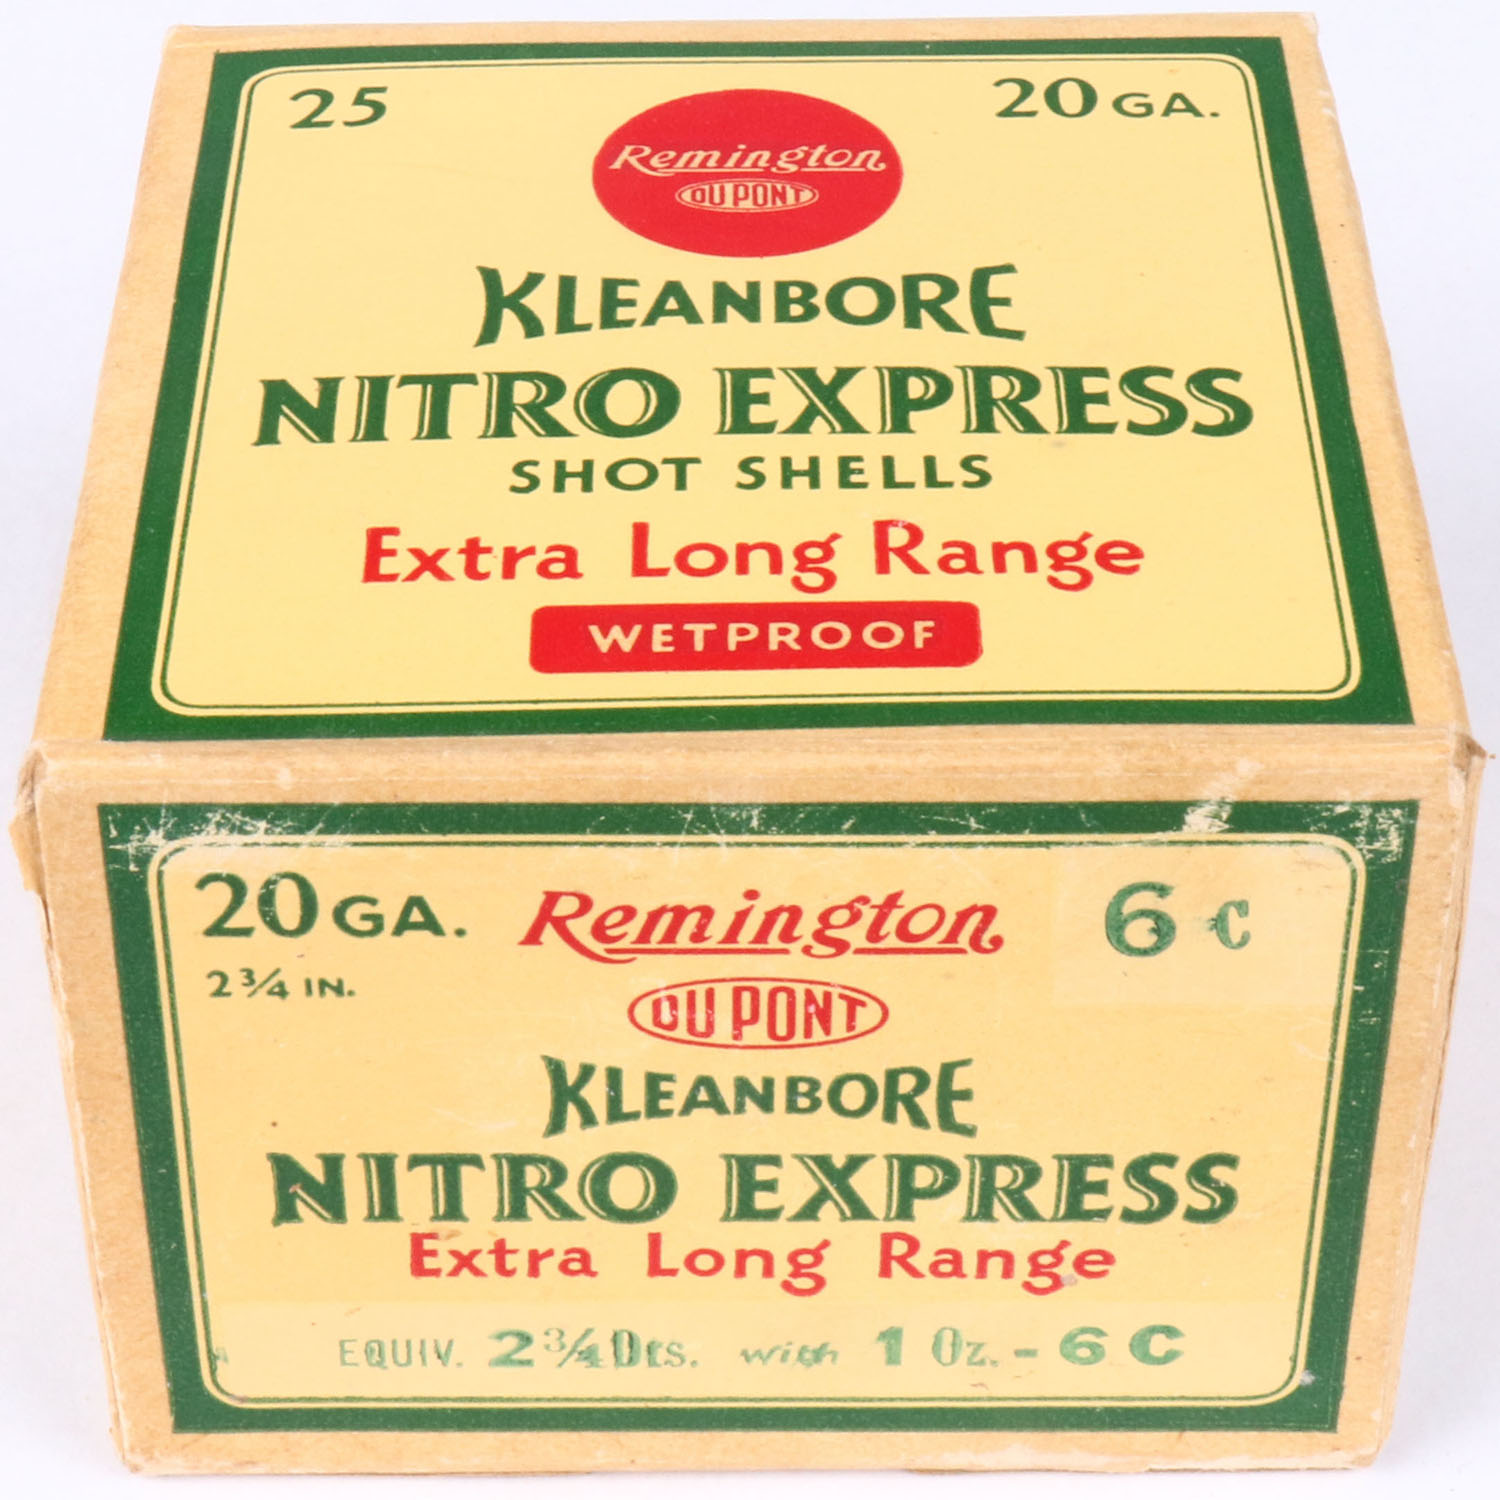 25 20 GA.
Remington
DU PONT
KLEANBORE
NITRO EXPRESS
SHOT SHELLS
Extra Long Range
WETPROOF
20 GA. Remington 6 C
2¾ IN.
DU PONT
KLEANBORE
NITRO EXPRESS
Extra Long Range
EQUIV. 2¾ Drs. with 1 Oz. - 6 C